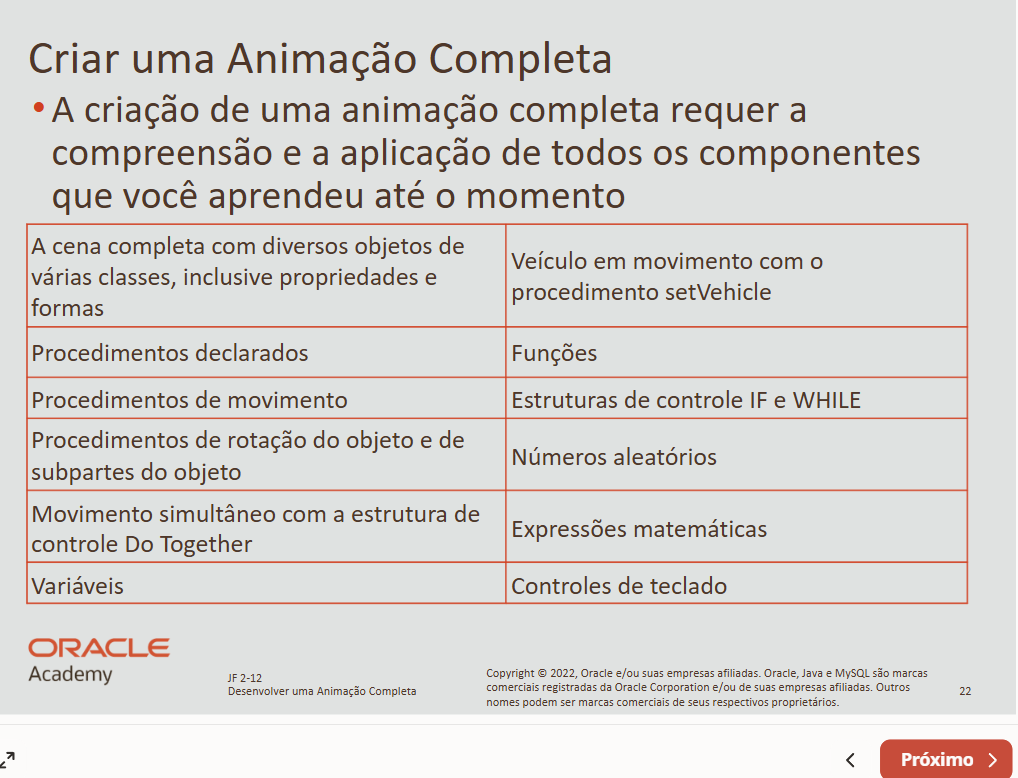 Criar uma Animação Completa
• A criação de uma animação completa requer a
compreensão e a aplicação de todos os componentes
que você aprendeu até o momento
A cena completa com diversos objetos de
várias classes, inclusive propriedades e
formas
Veículo em movimento com o
procedimento setVehicle
Procedimentos declarados
Funções
Procedimentos de movimento
Estruturas de controle IF e WHILE
Procedimentos de rotação do objeto e de
subpartes do objeto
Números aleatórios
Movimento simultâneo com a estrutura de
controle Do Together
Expressões matemáticas
Variáveis
Controles de teclado
ORACLE
Academy
JF 2-12
Desenvolver uma Animação Completa
Copyright © 2022, Oracle e/ou suas empresas afiliadas. Oracle, Java e MySQL são marcas
comerciais registradas da Oracle Corporation e/ou de suas empresas afiliadas. Outros
nomes podem ser marcas comerciais de seus respectivos proprietários.
22
Próximo